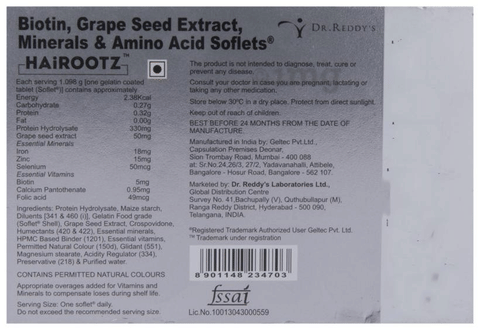 Biotin, Grape Seed Extract,
Minerals & Amino Acid Soflets®
HAiROOTZ™
Each serving 1.098 g [one gelatin coated
tablet (Soflet®)] contains approximately
Energy 2.36Kcal
Carbohydrate 0.27g
Protein 0.32g
Fat 0.00g
Protein Hydrolysate 330mg
Grape seed extract 50mg
Essential Minerals
Iron 18mg
Zinc 15mg
Selenium 50mcg
Essential Vitamins
Biotin 5mg
Calcium Pantothenate 0.95mg
Folic acid 49mcg
Ingredients: Protein Hydrolysate, Maize starch,
Diluents [341 & 460 (i)], Gelatin Food grade
(Soflet® Shell), Grape Seed Extract, Crospovidone,
Humectants (420 & 422), Essential minerals,
HPMC Based Binder (1201), Essential vitamins,
Permitted Natural Colour (150d), Glidant (551),
Magnesium stearate, Acidity Regulator (334),
Preservative (218) & Purified water.
CONTAINS PERMITTED NATURAL COLOURS
Appropriate overages added for Vitamins and
Minerals to compensate loses during shelf life.
Serving Size: One soflet® daily.
Do not exceed the recommended serving size.
DR.REDDY'S
The product is not intended to diagnose, treat, cure or
prevent any disease.
Consult your doctor in case you are pregnant, lactating or
taking any other medication.
Store below 30ºC in a dry place. Protect from direct sunlight.
Keep out of reach of children.
BEST BEFORE 24 MONTHS FROM THE DATE OF
MANUFACTURE
Manufactured in India by: Geltec Pvt.Ltd.,
Capsulation Premises Deonar,
Sion Trombay Road, Mumbai - 400 088
at: Sr.No.24,26/3, 27/2, Yadavanahalli, Attibele,
Bangalore - Hosur Road, Bangalore - 562 107.
Marketed by: Dr. Reddy's Laboratories Ltd.,
Global Distribution Centre
Survey No. 41,Bachupally (V), Quthubullapur (M),
Ranga Reddy District, Hyderabad - 500 090,
Telangana, INDIA.
®Registered Trademark Authorized User Geltec Pvt. Ltd.
™ Trademark under registration
8 901148 234703
fssai
Lic.No.10013043000559